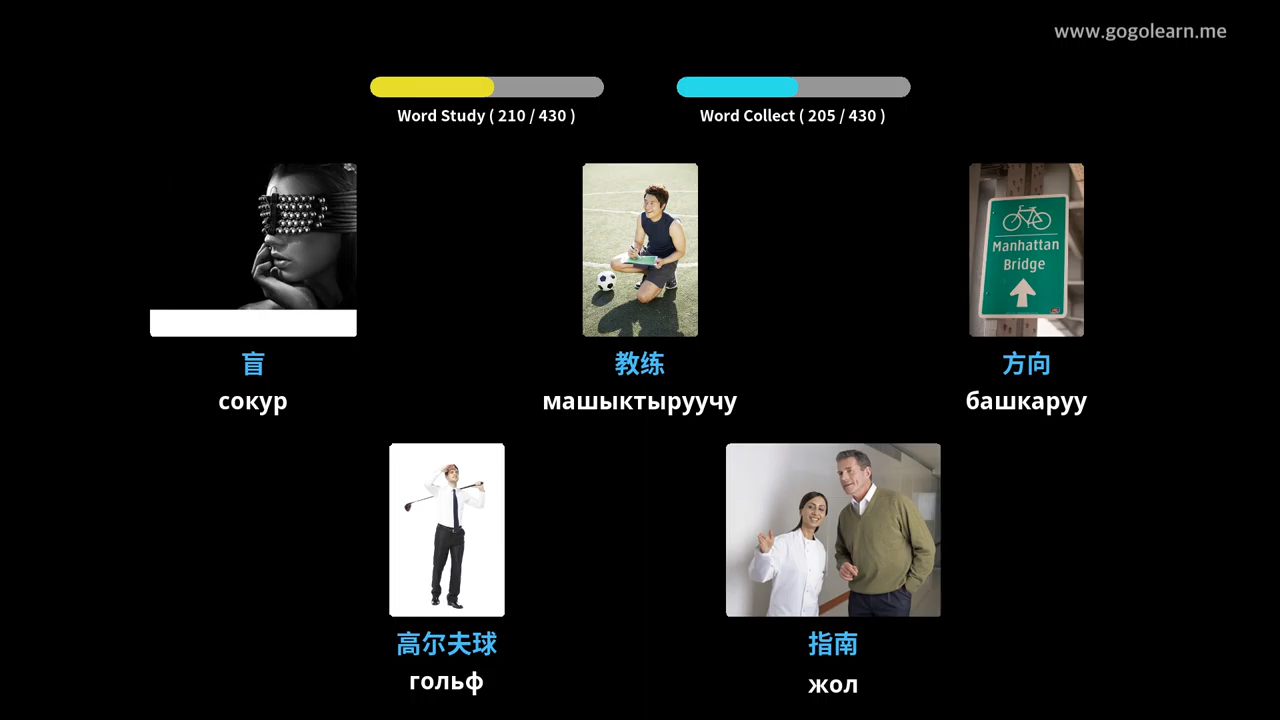 www.gogolearn.me
Word Study ( 210 / 430 )
Word Collect ( 205 / 430 )
Manhattan
Bridge
盲
教练
方向
сокур
машыктыруучу
башкаруу
高尔夫球
指南
гольф
жол